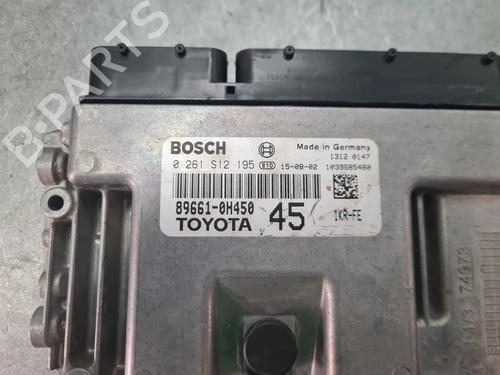 BOSCH
Made in Germany
0 261 S12 195 810 15-08-02
1312 0147
1039S85480
89661-0H450
TOYOTA
45
1KR-FE
B-PARTS